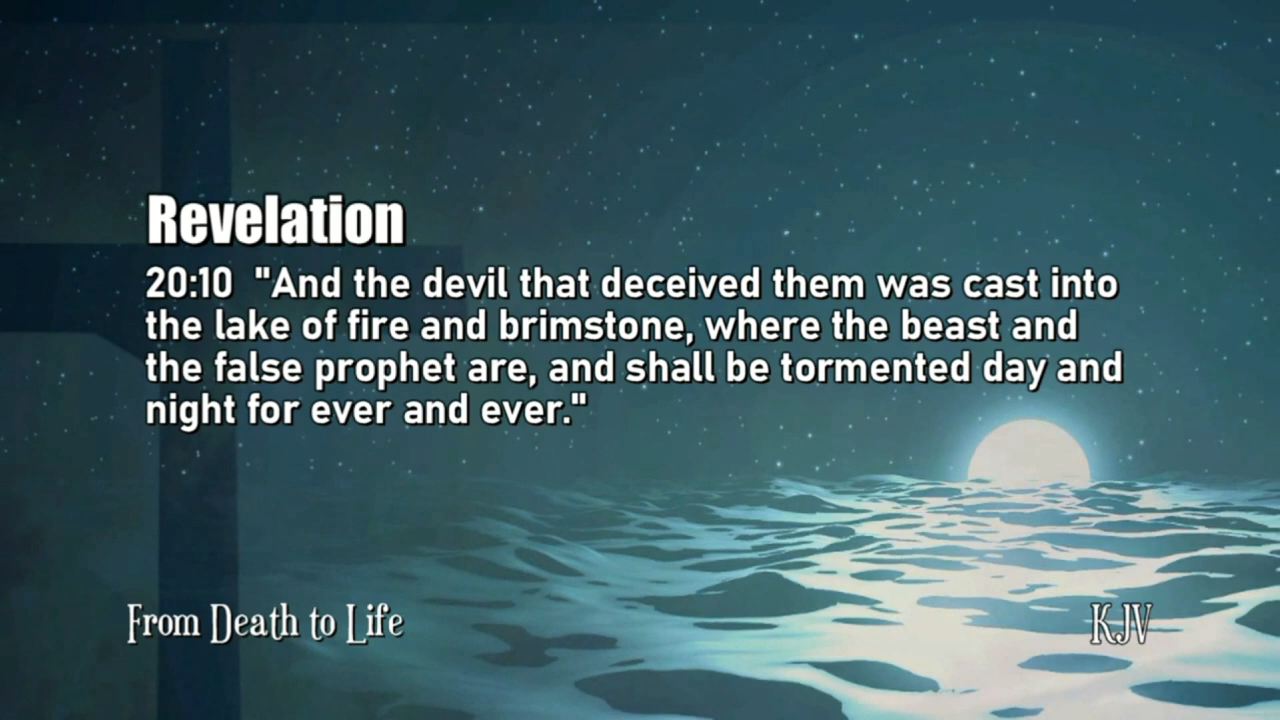 Revelation
20:10 "And the devil that deceived them was cast into
the lake of fire and brimstone, where the beast and
the false prophet are, and shall be tormented day and
night for ever and ever."
From Death to Life
KJV